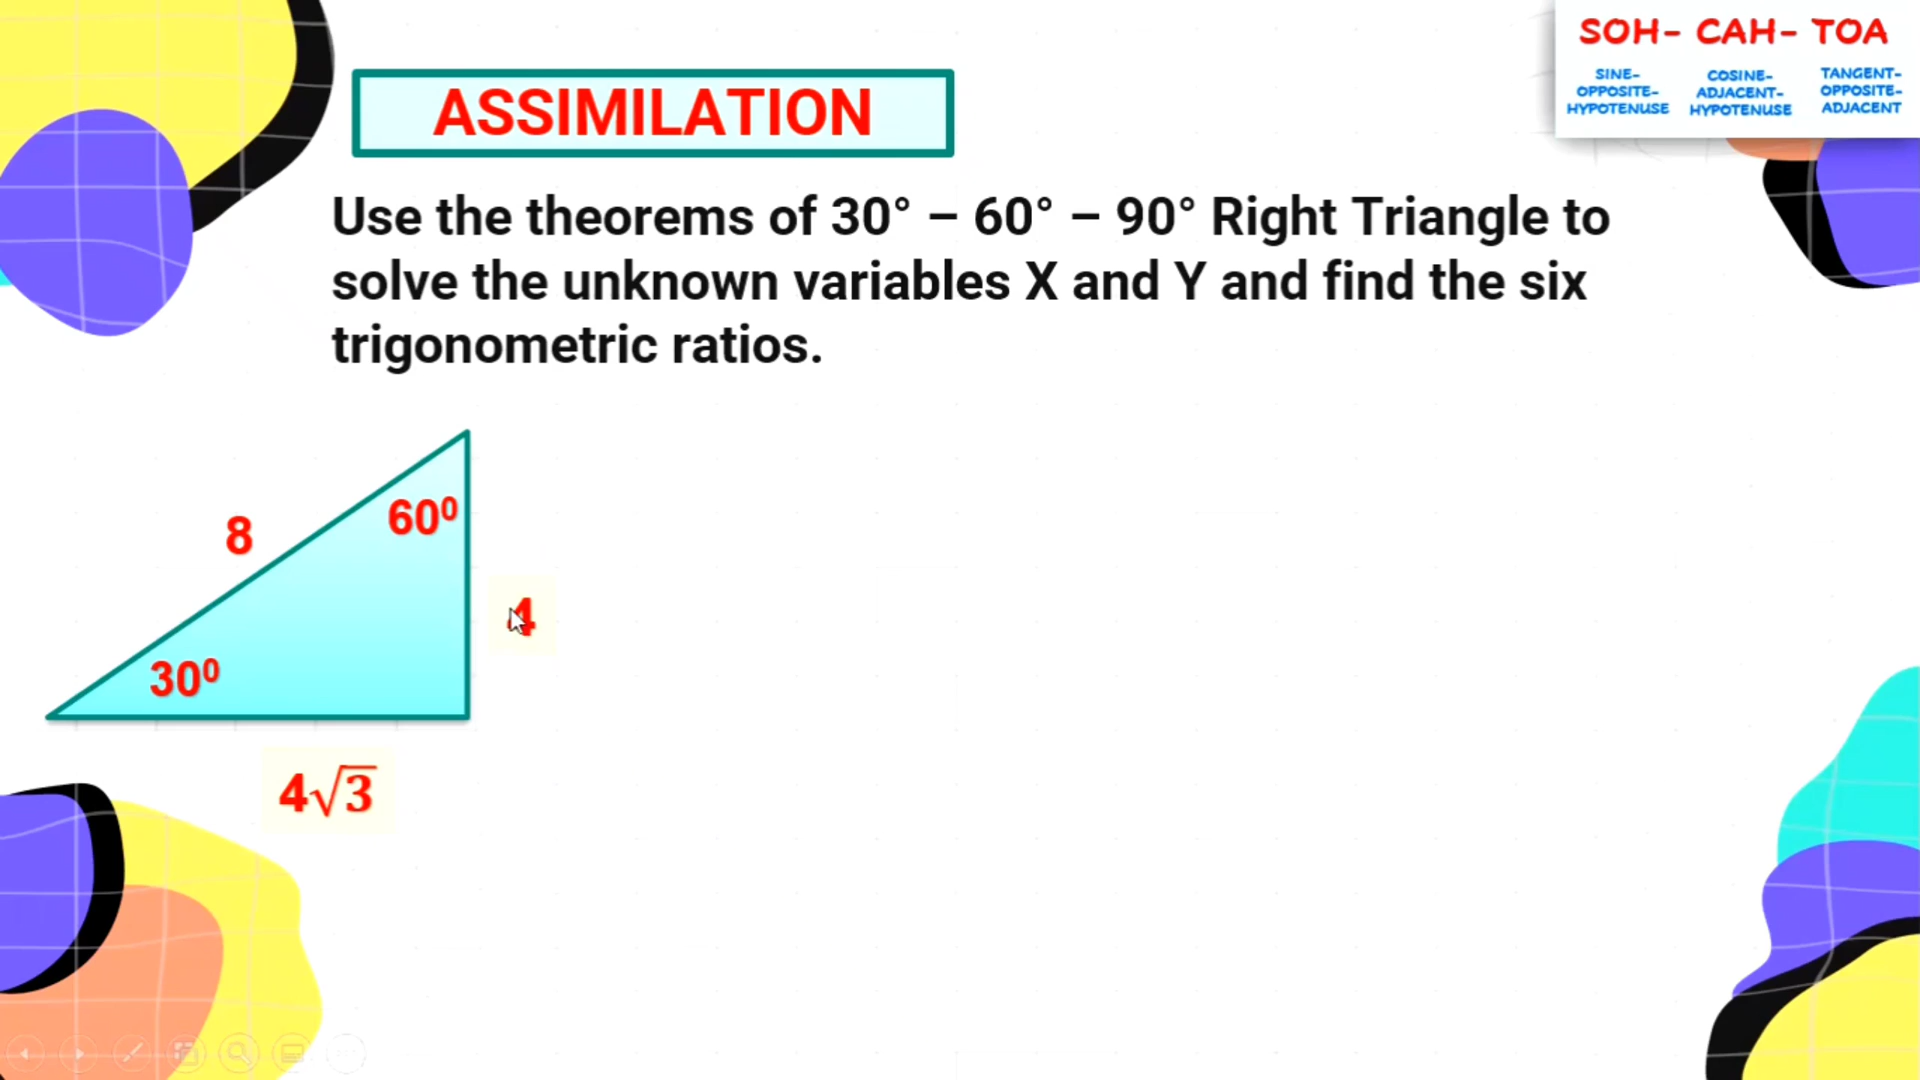 SOH- CAH- TOA
SINE-
OPPOSITE-
HYPOTENUSE
COSINE-
ADJACENT-
HYPOTENUSE
TANGENT-
OPPOSITE-
ADJACENT
ASSIMILATION
Use the theorems of 30° – 60° – 90° Right Triangle to
solve the unknown variables X and Y and find the six
trigonometric ratios.
60⁰
8
4
30⁰
4√3